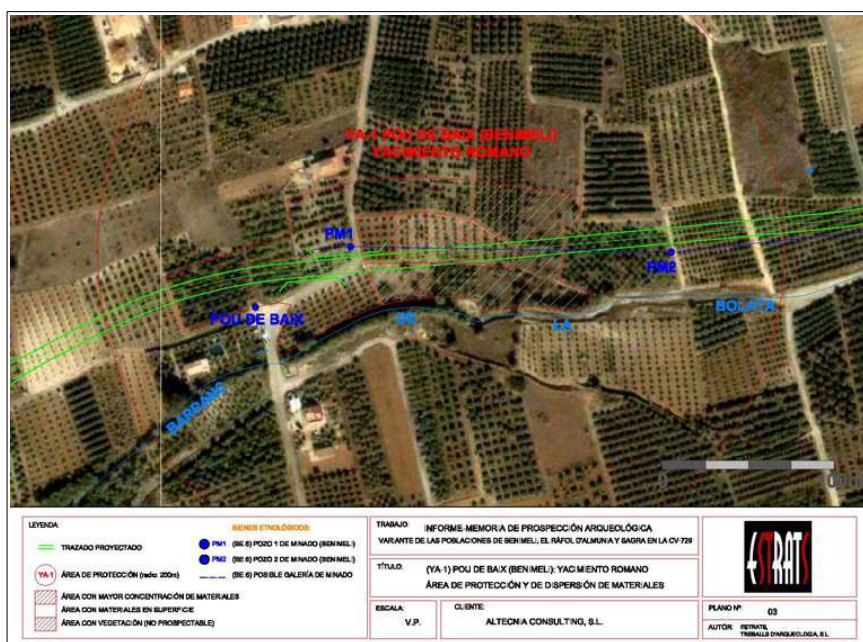 YA-1 POU DE BAIX (BENIMELI)
YACIMIENTO ROMANO
PM1
PM2
POU DE BAIX
BARRANC
DE
LA
BOLATA
0
LEYENDA:
TRAZADO PROYECTADO
YA-1
ÁREA DE PROTECCIÓN (radio: 200m)
ÁREA CON MAYOR CONCENTRACIÓN DE MATERIALES
ÁREA CON MATERIALES EN SUPERFICIE
ÁREA CON VEGETACIÓN (NO PROSPECTABLE)
BIENES ETNOLÓGICOS:
PM1 (BE.6) POZO 1 DE MINADO (BENIMELI)
PM2 (BE.6) POZO 2 DE MINADO (BENIMELI)
(BE.6) POSIBLE GALERÍA DE MINADO
TRABAJO: INFORME-MEMORIA DE PROSPECCIÓN ARQUEOLÓGICA
VARIANTE DE LAS POBLACIONES DE BENIMELI, EL RÀFOL D'ALMUNIA Y SAGRA EN LA CV-729
TÍTULO: (YA-1) POU DE BAIX (BENIMELI): YACIMIENTO ROMANO
ÁREA DE PROTECCIÓN Y DE DISPERSIÓN DE MATERIALES
ESCALA: V.P.
CLIENTE: ALTECNIA CONSULTING, S.L.
ESTRATS
PLANO Nº 03
AUTOR: ESTRATS,
TREBALLS D'ARQUEOLOGIA, S.L.